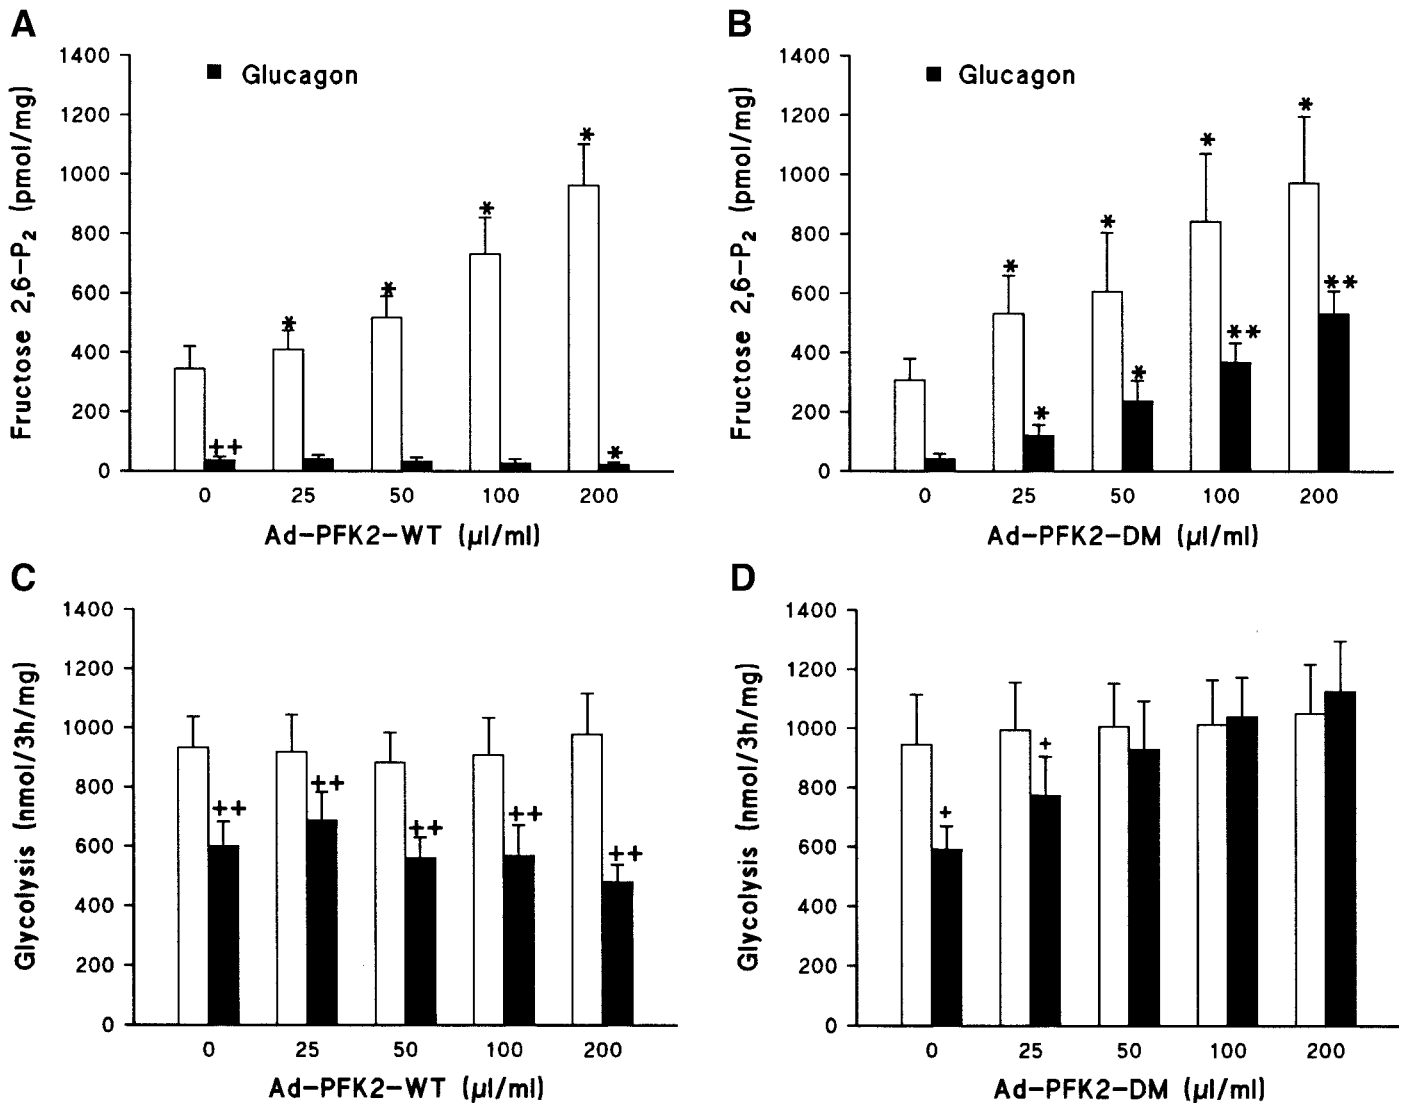 A
Fructose 2,6-P₂ (pmol/mg)
1400
1200
1000
800
600
400
200
0
■ Glucagon
++
*
*
*
*
*
0 25 50 100 200
Ad-PFK2-WT (µl/ml)
B
Fructose 2,6-P₂ (pmol/mg)
1400
1200
1000
800
600
400
200
0
■ Glucagon
*
*
*
*
*
**
*
**
0 25 50 100 200
Ad-PFK2-DM (µl/ml)
C
Glycolysis (nmol/3h/mg)
1400
1200
1000
800
600
400
200
0
++
++
++
++
++
0 25 50 100 200
Ad-PFK2-WT (µl/ml)
D
Glycolysis (nmol/3h/mg)
1400
1200
1000
800
600
400
200
0
+
+
0 25 50 100 200
Ad-PFK2-DM (µl/ml)